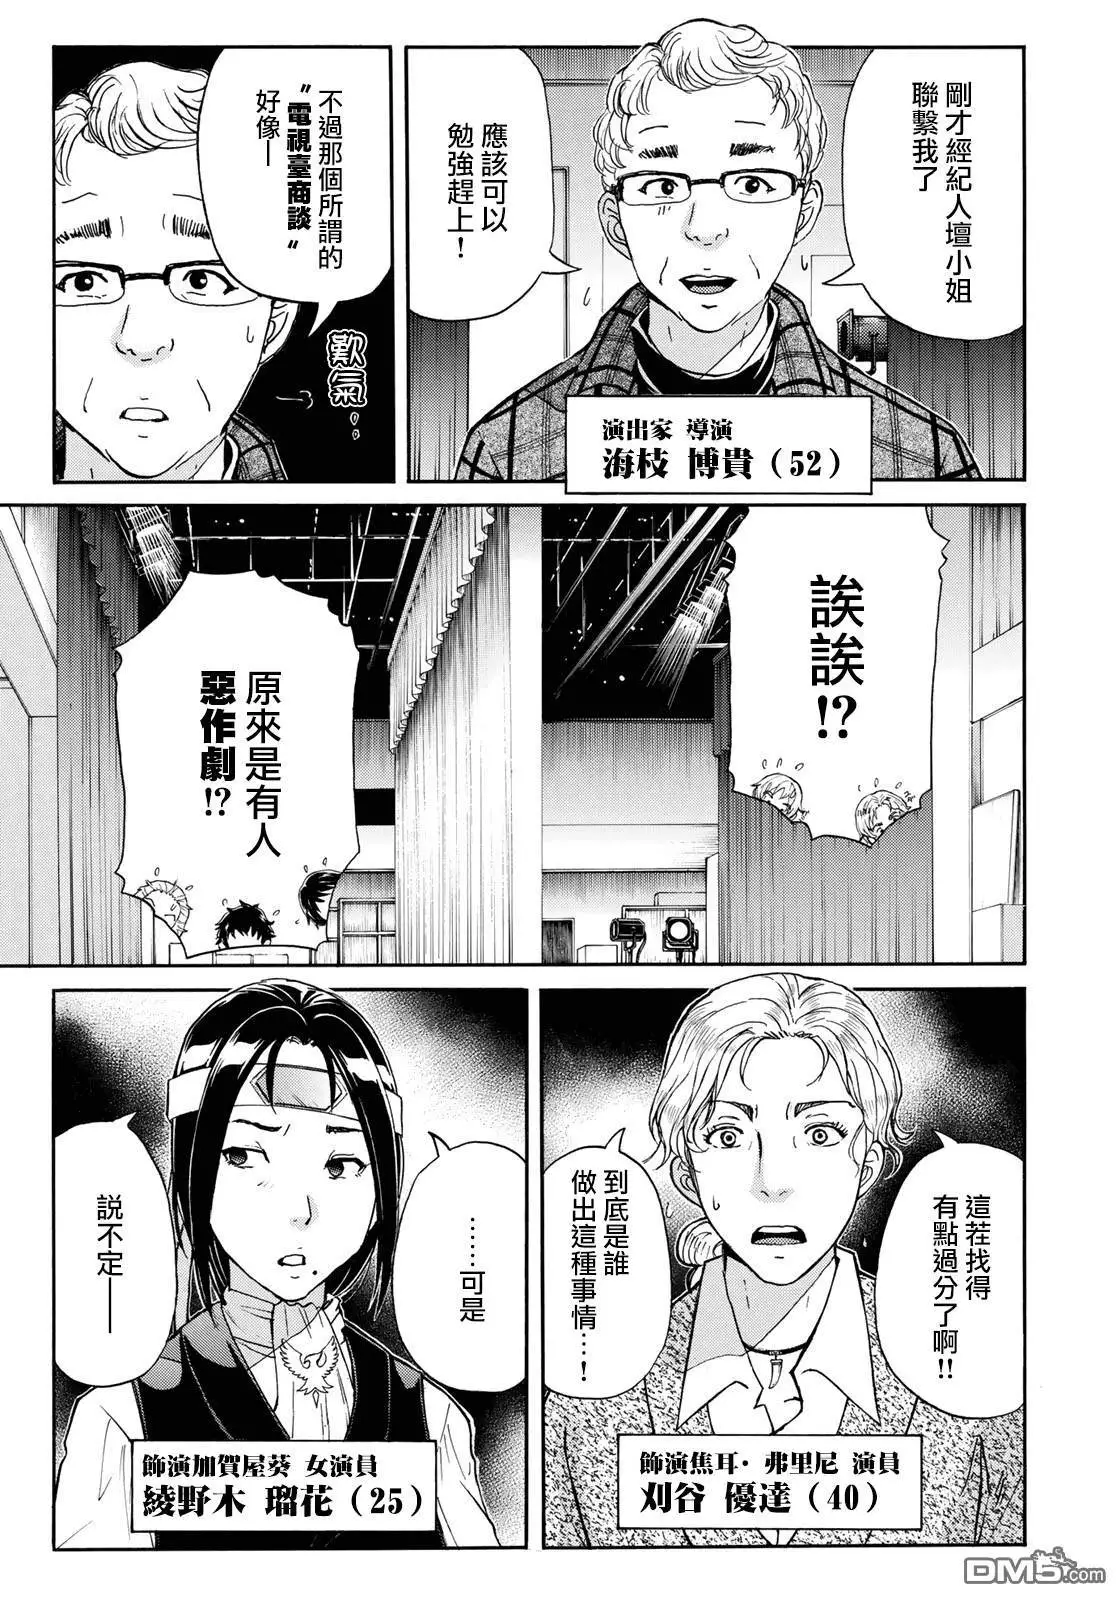 剛才經紀人壇小姐
聯繫我了
應該可以
勉強趕上！
演出家 導演
海枝 博貴（52）
不過那個所謂的
〝電視臺商談〞
好像—
歎氣…
誒誒!?
原來是有人
惡作劇!?
這茬找得
有點過分了啊!!
到底是誰
做出這種事情…！
飾演焦耳·弗里尼 演員
刈谷 優達（40）
……可是
説不定——
飾演加賀屋葵 女演員
綾野木 瑠花（25）
DM5.com